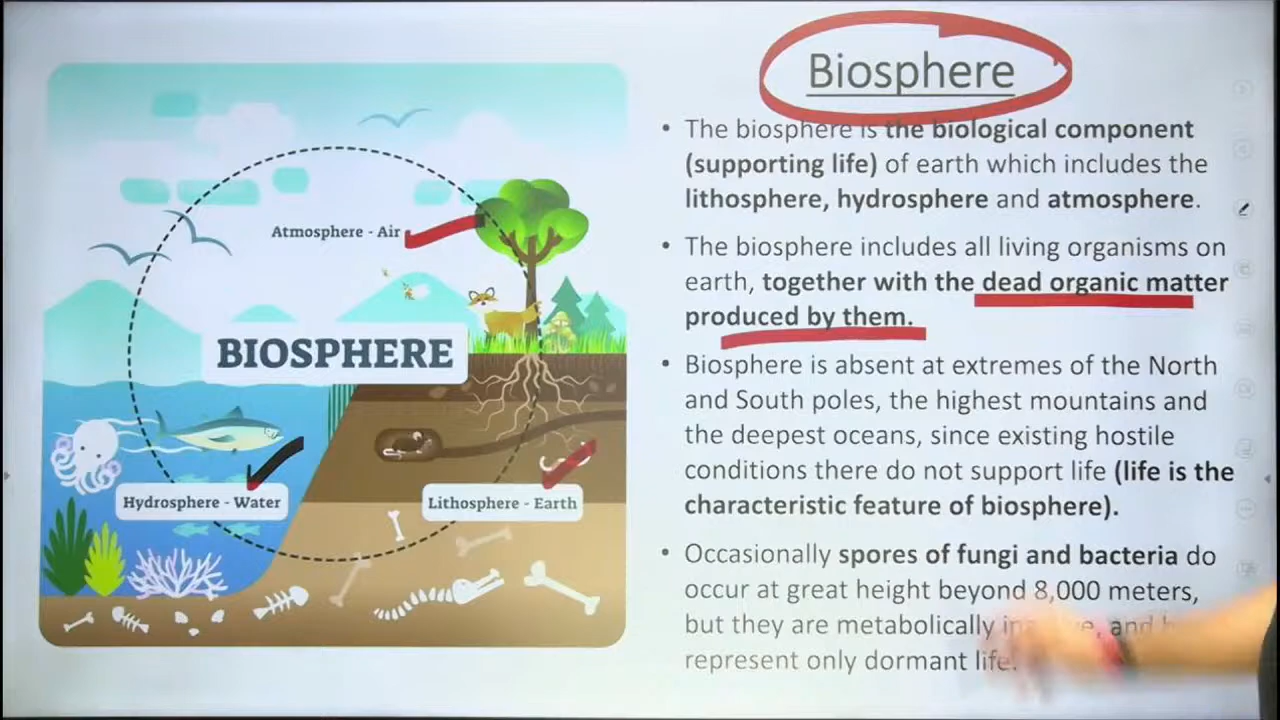 Biosphere
• The biosphere is the biological component
(supporting life) of earth which includes the
lithosphere, hydrosphere and atmosphere.
• The biosphere includes all living organisms on
earth, together with the dead organic matter
produced by them.
• Biosphere is absent at extremes of the North
and South poles, the highest mountains and
the deepest oceans, since existing hostile
conditions there do not support life (life is the
characteristic feature of biosphere).
• Occasionally spores of fungi and bacteria do
occur at great height beyond 8,000 meters,
but they are metabolically and
represent only dormant life.
Atmosphere - Air
BIOSPHERE
Hydrosphere - Water
Lithosphere - Earth